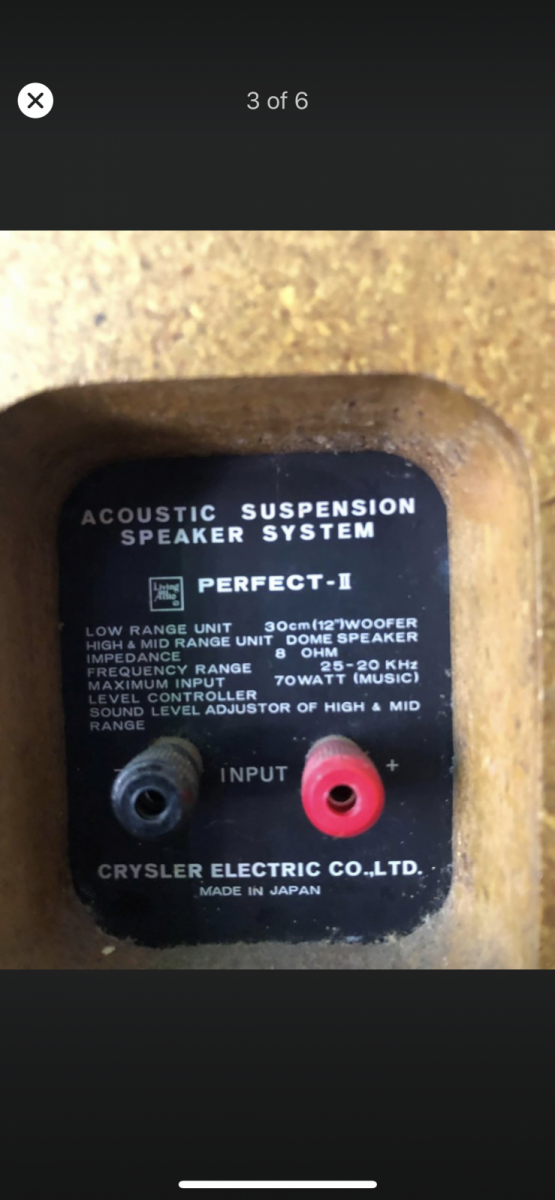 3 of 6
ACOUSTIC SUSPENSION
SPEAKER SYSTEM
Living
Audio
PERFECT-II
LOW RANGE UNIT 30cm(12")WOOFER
HIGH & MID RANGE UNIT DOME SPEAKER
IMPEDANCE 8 OHM
FREQUENCY RANGE 25-20 KHz
MAXIMUM INPUT 70WATT (MUSIC)
LEVEL CONTROLLER
SOUND LEVEL ADJUSTOR OF HIGH & MID
RANGE
- INPUT +
CRYSLER ELECTRIC CO.,LTD.
MADE IN JAPAN